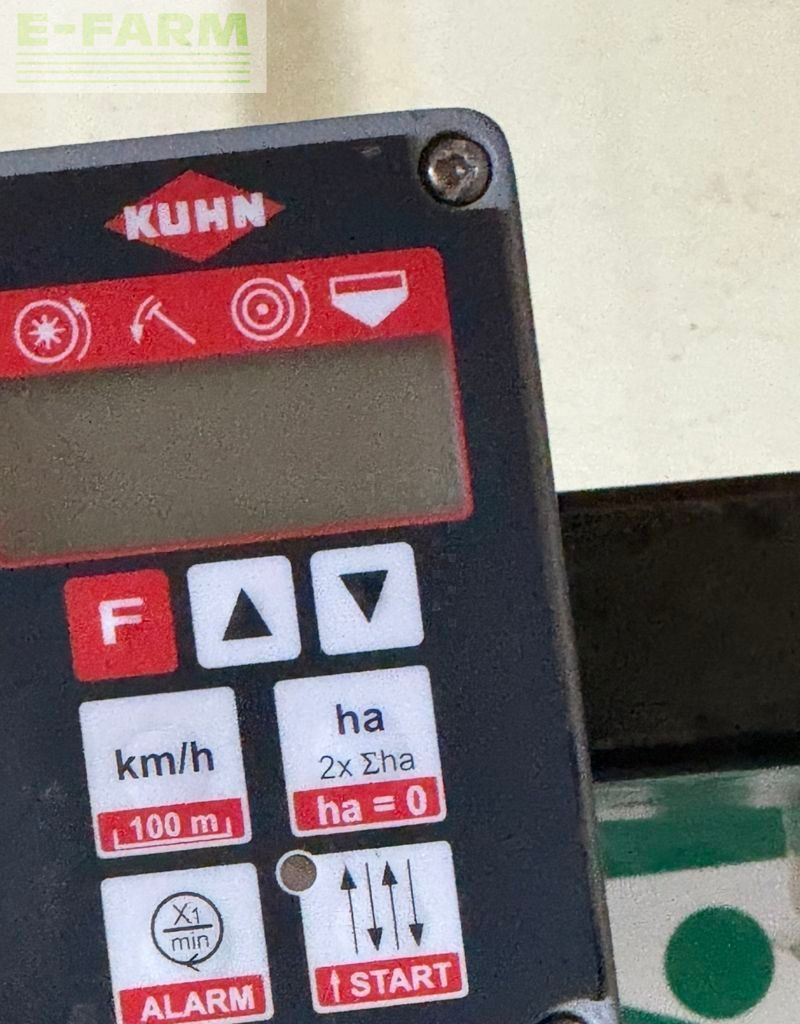 E-FARM
KUHN
F
km/h
100 m
ha
2x Σha
ha = 0
X1
min
ALARM
START